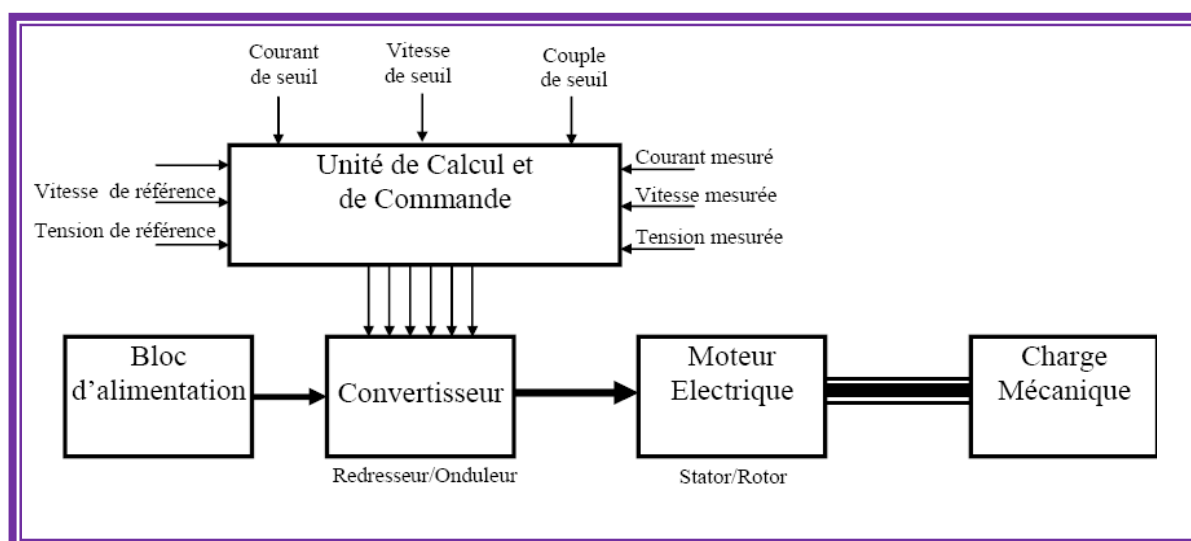 Courant
de seuil
Vitesse
de seuil
Couple
de seuil
Unité de Calcul et
de Commande
Vitesse de référence
Tension de référence
Courant mesuré
Vitesse mesurée
Tension mesurée
Bloc
d’alimentation
Convertisseur
Redresseur/Onduleur
Moteur
Electrique
Stator/Rotor
Charge
Mécanique